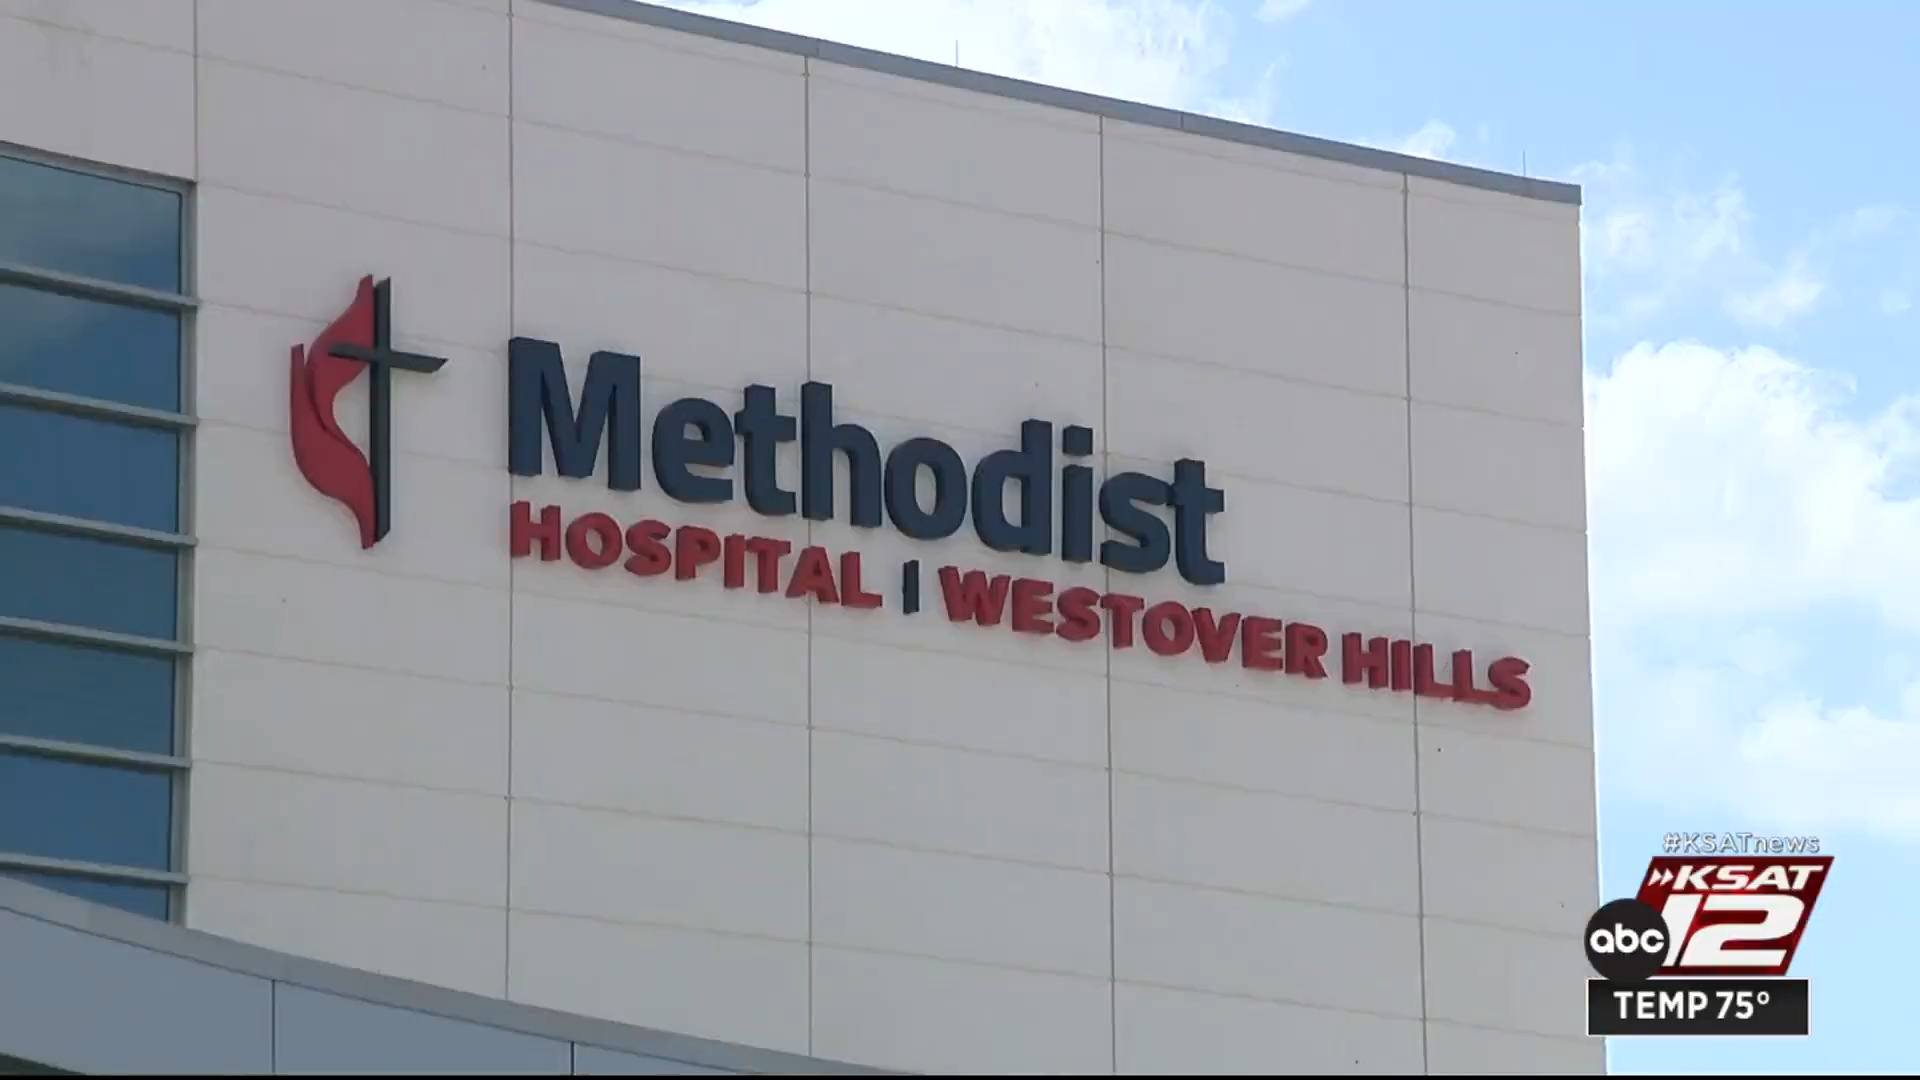 Methodist
HOSPITAL | WESTOVER HILLS
#KSATnews
KSAT
abc 12
TEMP 75°